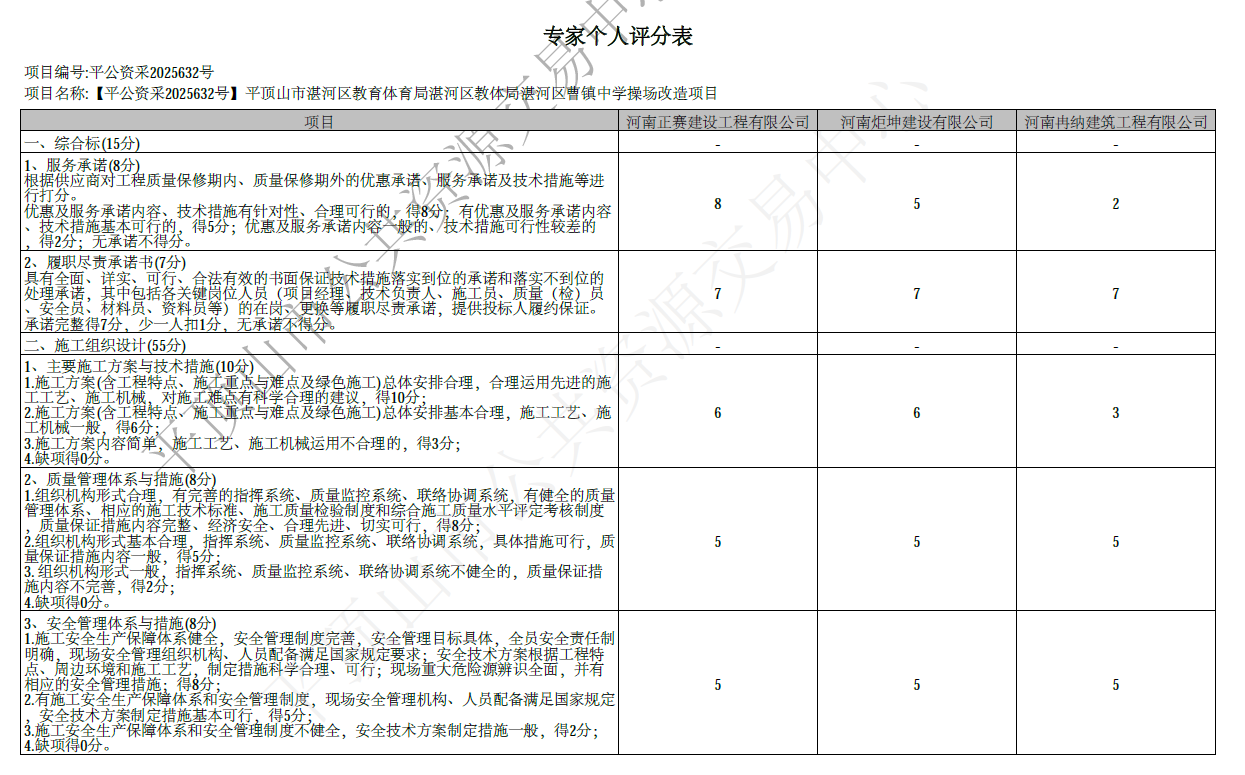 专家个人评分表
项目编号:平公资采2025632号
项目名称:【平公资采2025632号】平顶山市湛河区教育体育局湛河区教体局湛河区曹镇中学操场改造项目
项目 河南正赛建设工程有限公司 河南炬坤建设有限公司 河南冉纳建筑工程有限公司
一、综合标(15分) - - -
1、服务承诺(8分)
根据供应商对工程质量保修期内、质量保修期外的优惠承诺、服务承诺及技术措施等进
行打分。
优惠及服务承诺内容、技术措施有针对性、合理可行的，得8分；有优惠及服务承诺内容
、技术措施基本可行的，得5分；优惠及服务承诺内容一般的、技术措施可行性较差的
，得2分；无承诺不得分。
8 5 2
2、履职尽责承诺书(7分)
具有全面、详实、可行、合法有效的书面保证技术措施落实到位的承诺和落实不到位的
处理承诺，其中包括各关键岗位人员（项目经理、技术负责人、施工员、质量（检）员
、安全员、材料员、资料员等）的在岗、更换等履职尽责承诺，提供投标人履约保证。
承诺完整得7分，少一人扣1分，无承诺不得分。
7 7 7
二、施工组织设计(55分) - - -
1、主要施工方案与技术措施(10分)
1.施工方案(含工程特点、施工重点与难点及绿色施工)总体安排合理，合理运用先进的施
工工艺、施工机械，对施工难点有科学合理的建议，得10分；
2.施工方案(含工程特点、施工重点与难点及绿色施工)总体安排基本合理，施工工艺、施
工机械一般，得6分；
3.施工方案内容简单，施工工艺、施工机械运用不合理的，得3分；
4.缺项得0分。
6 6 3
2、质量管理体系与措施(8分)
1.组织机构形式合理，有完善的指挥系统、质量监控系统、联络协调系统，有健全的质量
管理体系、相应的施工技术标准、施工质量检验制度和综合施工质量水平评定考核制度
，质量保证措施内容完整、经济安全、合理先进、切实可行，得8分；
2.组织机构形式基本合理，指挥系统、质量监控系统、联络协调系统，具体措施可行，质
量保证措施内容一般，得5分；
3. 组织机构形式一般，指挥系统、质量监控系统、联络协调系统不健全的，质量保证措
施内容不完善，得2分；
4.缺项得0分。
5 5 5
3、安全管理体系与措施(8分)
1.施工安全生产保障体系健全，安全管理制度完善，安全管理目标具体，全员安全责任制
明确，现场安全管理组织机构、人员配备满足国家规定要求；安全技术方案根据工程特
点、周边环境和施工工艺，制定措施科学合理、可行；现场重大危险源辨识全面，并有
相应的安全管理措施；得8分；
2.有施工安全生产保障体系和安全管理制度，现场安全管理机构、人员配备满足国家规定
，安全技术方案制定措施基本可行，得5分；
3.施工安全生产保障体系和安全管理制度不健全，安全技术方案制定措施一般，得2分；
4.缺项得0分。
5 5 5
平顶山市公共资源交易中心
平顶山市公共资源交易中心